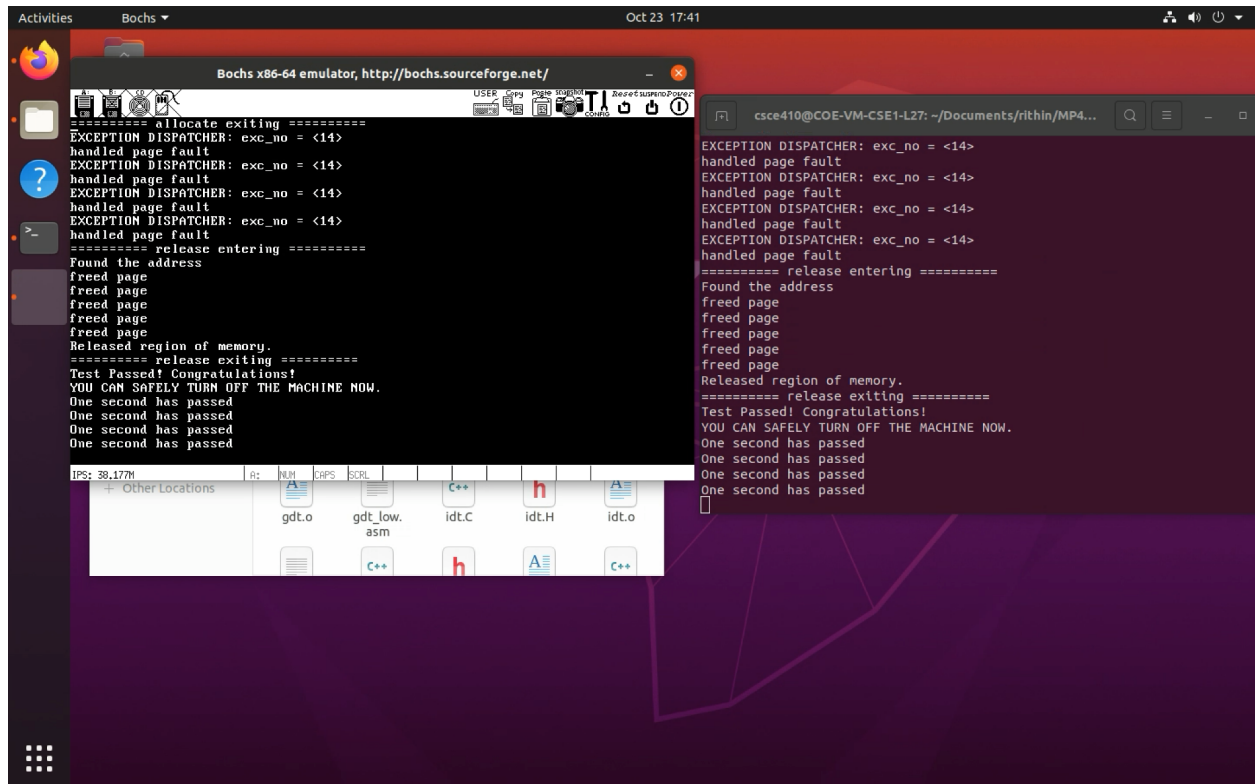 Activities
Bochs
Oct 23 17:41
Bochs x86-64 emulator, http://bochs.sourceforge.net/
A:
B:
CD
USER
Copy
Paste
snapshot
CONFIG
Reset
SUSPEND
Power
========== allocate exiting ==========
EXCEPTION DISPATCHER: exc_no = <14>
handled page fault
EXCEPTION DISPATCHER: exc_no = <14>
handled page fault
EXCEPTION DISPATCHER: exc_no = <14>
handled page fault
EXCEPTION DISPATCHER: exc_no = <14>
handled page fault
========== release entering ==========
Found the address
freed page
freed page
freed page
freed page
freed page
Released region of memory.
========== release exiting ==========
Test Passed! Congratulations!
YOU CAN SAFELY TURN OFF THE MACHINE NOW.
One second has passed
One second has passed
One second has passed
One second has passed
IPS: 38.177M
A:
NUM
CAPS
SCRL
+ Other Locations
C++
h
gdt.o
gdt_low.
asm
idt.C
idt.H
idt.o
C++
h
C++
csce410@COE-VM-CSE1-L27: ~/Documents/rithin/MP4...
EXCEPTION DISPATCHER: exc_no = <14>
handled page fault
EXCEPTION DISPATCHER: exc_no = <14>
handled page fault
EXCEPTION DISPATCHER: exc_no = <14>
handled page fault
EXCEPTION DISPATCHER: exc_no = <14>
handled page fault
========== release entering ==========
Found the address
freed page
freed page
freed page
freed page
freed page
Released region of memory.
========== release exiting ==========
Test Passed! Congratulations!
YOU CAN SAFELY TURN OFF THE MACHINE NOW.
One second has passed
One second has passed
One second has passed
One second has passed